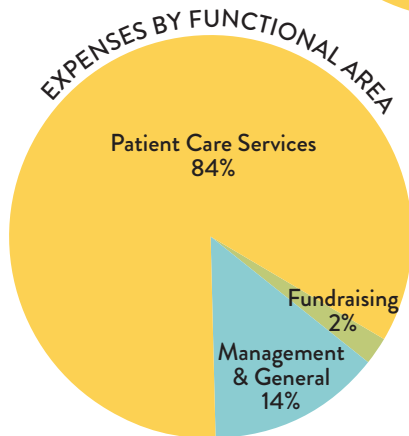 EXPENSES BY FUNCTIONAL AREA
Patient Care Services
84%
Fundraising
2%
Management
& General
14%